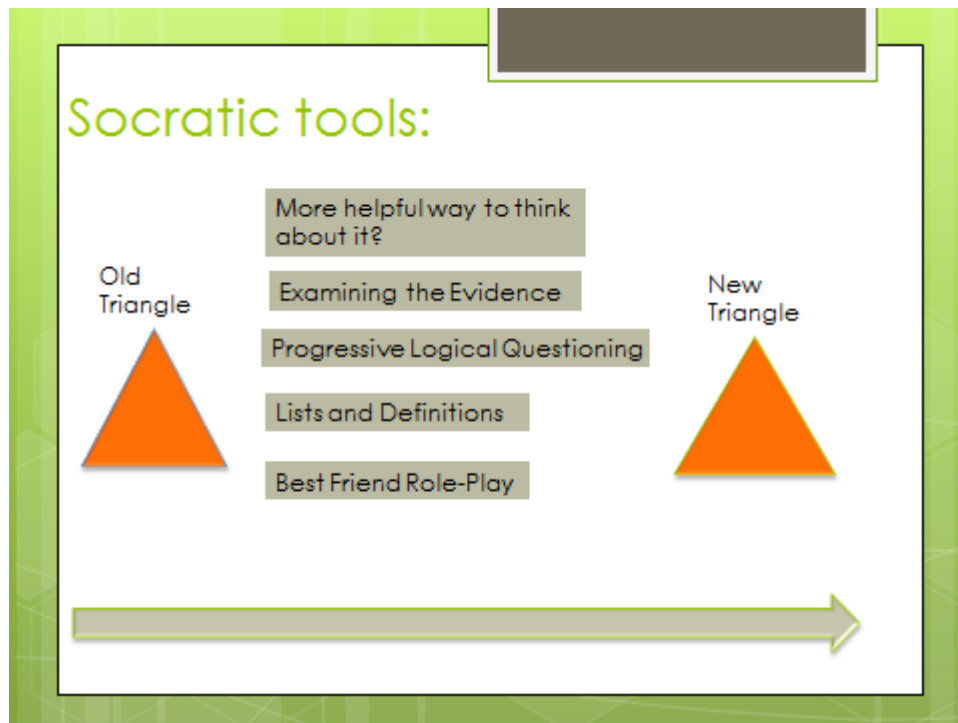 Socratic tools:
More helpful way to think
about it?
Old
Triangle
Examining the Evidence
New
Triangle
Progressive Logical Questioning
Lists and Definitions
Best Friend Role-Play